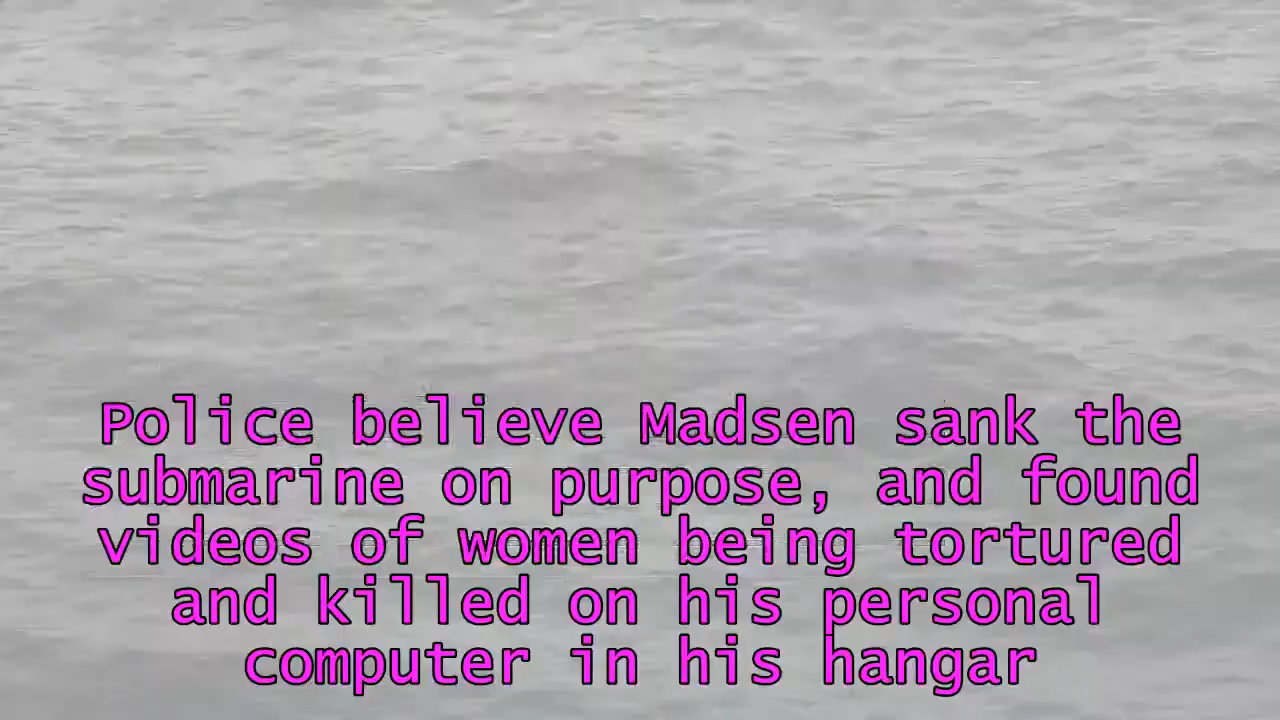 Police believe Madsen sank the
submarine on purpose, and found
videos of women being tortured
and killed on his personal
computer in his hangar